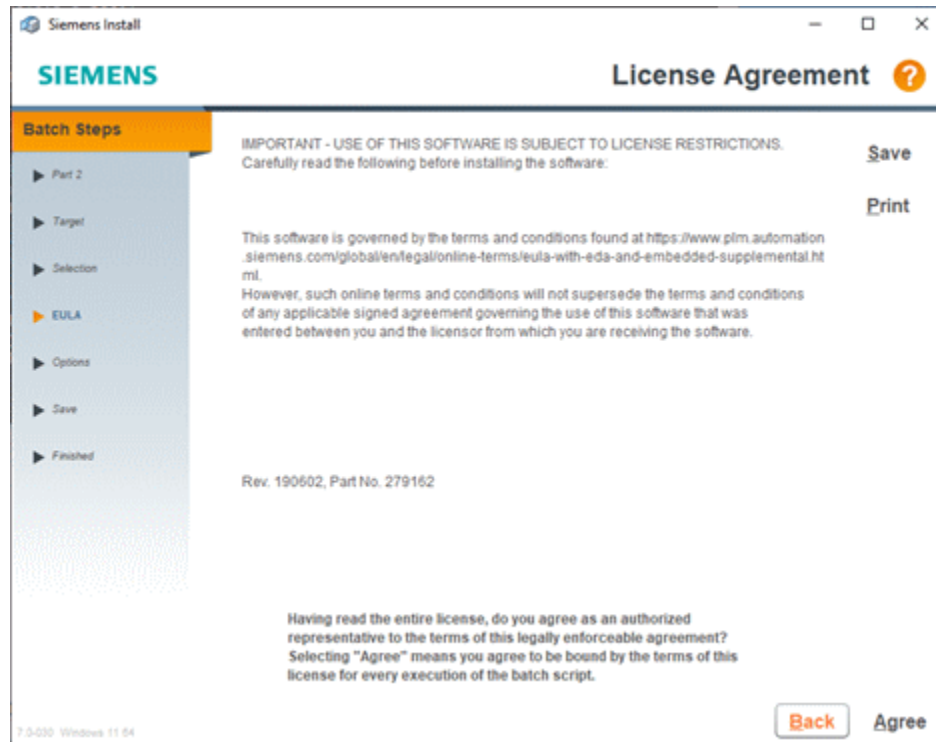 Siemens Install
SIEMENS
License Agreement
?
Batch Steps
Part 2
Target
Selection
EULA
Options
Save
Finished
IMPORTANT - USE OF THIS SOFTWARE IS SUBJECT TO LICENSE RESTRICTIONS.
Carefully read the following before installing the software:
This software is governed by the terms and conditions found at https://www.plm.automation
.siemens.com/global/en/legal/online-terms/eula-with-eda-and-embedded-supplemental.ht
ml.
However, such online terms and conditions will not supersede the terms and conditions
of any applicable signed agreement governing the use of this software that was
entered between you and the licensor from which you are receiving the software.
Rev. 190602, Part No. 279162
Save
Print
Having read the entire license, do you agree as an authorized
representative to the terms of this legally enforceable agreement?
Selecting "Agree" means you agree to be bound by the terms of this
license for every execution of the batch script.
Back
Agree
7.0-030 Windows 11 64